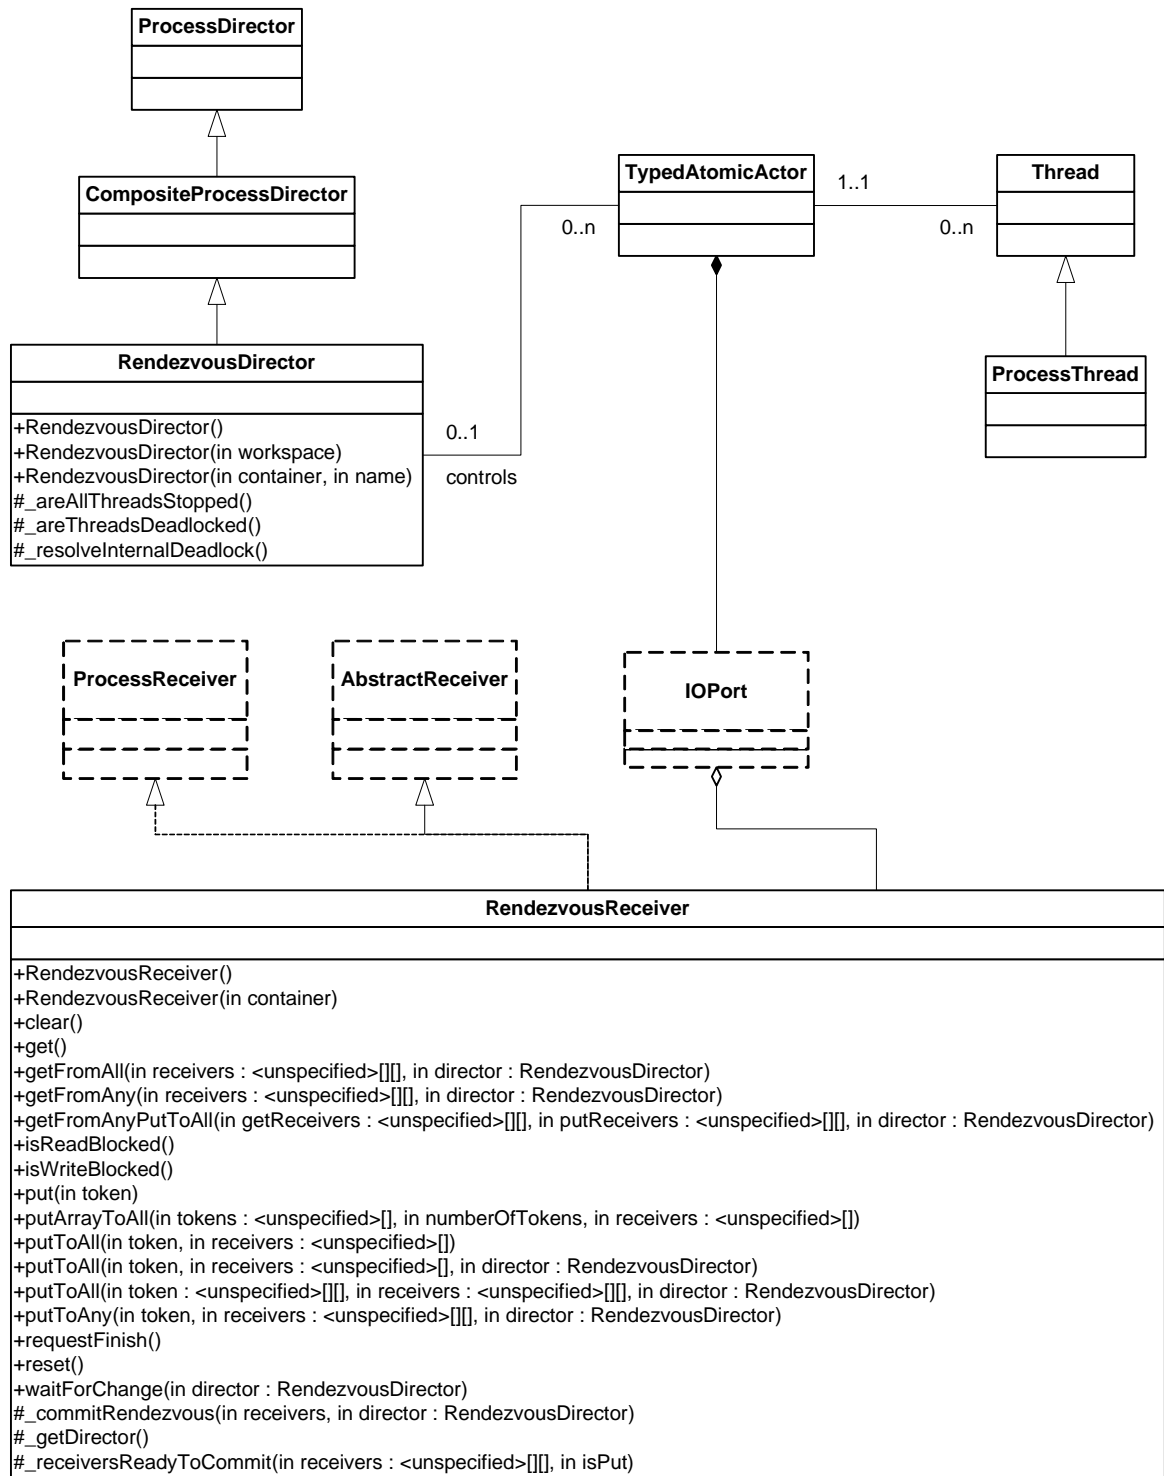 ProcessDirector
CompositeProcessDirector
TypedAtomicActor
1..1
Thread
0..n
0..n
RendezvousDirector
+RendezvousDirector()
+RendezvousDirector(in workspace)
+RendezvousDirector(in container, in name)
#_areAllThreadsStopped()
#_areThreadsDeadlocked()
#_resolveInternalDeadlock()
0..1
controls
ProcessThread
ProcessReceiver
AbstractReceiver
IOPort
RendezvousReceiver
+RendezvousReceiver()
+RendezvousReceiver(in container)
+clear()
+get()
+getFromAll(in receivers : <unspecified>[][], in director : RendezvousDirector)
+getFromAny(in receivers : <unspecified>[][], in director : RendezvousDirector)
+getFromAnyPutToAll(in getReceivers : <unspecified>[][], in putReceivers : <unspecified>[][], in director : RendezvousDirector)
+isReadBlocked()
+isWriteBlocked()
+put(in token)
+putArrayToAll(in tokens : <unspecified>[], in numberOfTokens, in receivers : <unspecified>[])
+putToAll(in token, in receivers : <unspecified>[])
+putToAll(in token, in receivers : <unspecified>[], in director : RendezvousDirector)
+putToAll(in token : <unspecified>[][], in receivers : <unspecified>[][], in director : RendezvousDirector)
+putToAny(in token, in receivers : <unspecified>[][], in director : RendezvousDirector)
+requestFinish()
+reset()
+waitForChange(in director : RendezvousDirector)
#_commitRendezvous(in receivers, in director : RendezvousDirector)
#_getDirector()
#_receiversReadyToCommit(in receivers : <unspecified>[][], in isPut)